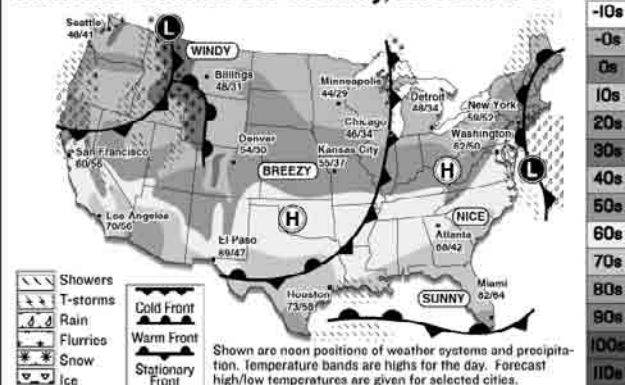 Seattle
48/41
L
WINDY
Billings
48/31
Minneapolis
44/29
Detroit
48/34
New York
59/52
Chicago
46/34
Washington
62/50
San Francisco
60/55
Denver
54/30
Kansas City
55/37
BREEZY
H
L
Los Angeles
70/56
H
NICE
Atlanta
68/42
El Paso
69/47
Houston
73/58
SUNNY
Miami
82/64
Showers
T-storms
Rain
Flurries
Snow
Ice
Cold Front
Warm Front
Stationary
Front
Shown are noon positions of weather systems and precipita-
tion. Temperature bands are highs for the day. Forecast
high/low temperatures are given for selected cities.
-10s
-0s
0s
10s
20s
30s
40s
50s
60s
70s
80s
90s
100s
110s